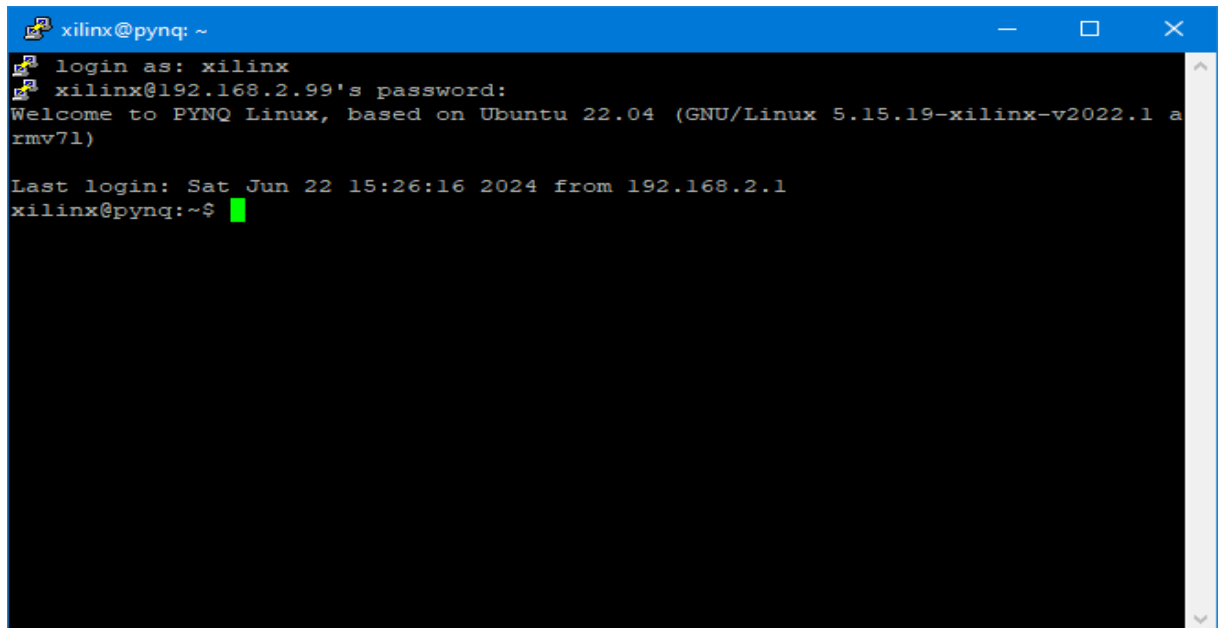 xilinx@pynq: ~
login as: xilinx
xilinx@192.168.2.99's password:
Welcome to PYNQ Linux, based on Ubuntu 22.04 (GNU/Linux 5.15.19-xilinx-v2022.1 a
rmv7l)
Last login: Sat Jun 22 15:26:16 2024 from 192.168.2.1
xilinx@pynq:~$